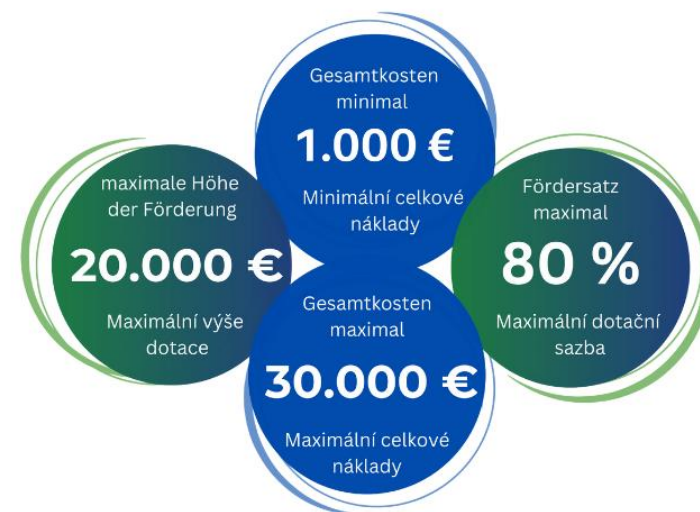 Gesamtkosten
minimal
1.000 €
Minimální celkové
náklady
maximale Höhe
der Förderung
20.000 €
Maximální výše
dotace
Fördersatz
maximal
80 %
Maximální dotační
sazba
Gesamtkosten
maximal
30.000 €
Maximální celkové
náklady